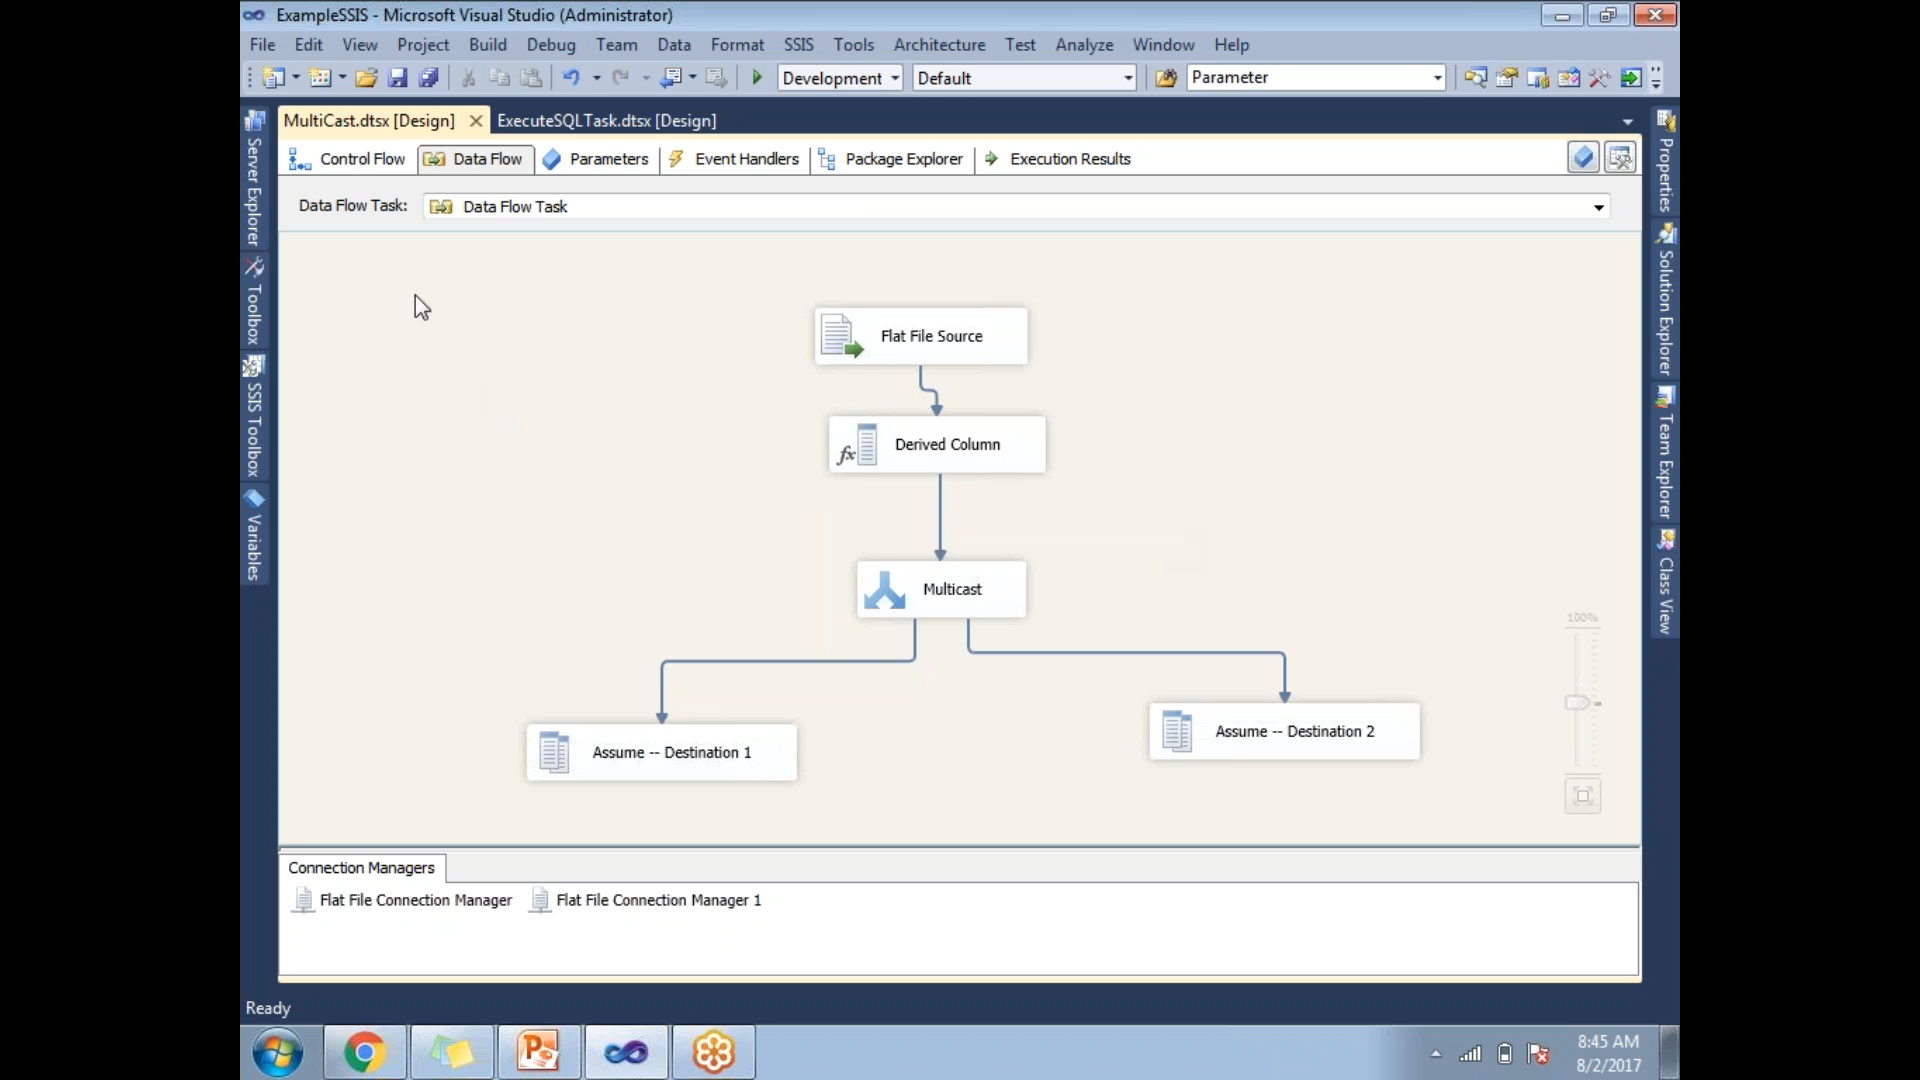 ExampleSSIS - Microsoft Visual Studio (Administrator)
File Edit View Project Build Debug Team Data Format SSIS Tools Architecture Test Analyze Window Help
Development Default Parameter
MultiCast.dtsx [Design] ExecuteSQLTask.dtsx [Design]
Control Flow Data Flow Parameters Event Handlers Package Explorer Execution Results
Data Flow Task: Data Flow Task
Server Explorer
Toolbox
SSIS Toolbox
Variables
Flat File Source
fx Derived Column
Multicast
Assume -- Destination 1
Assume -- Destination 2
100%
Properties
Solution Explorer
Team Explorer
Class View
Connection Managers
Flat File Connection Manager Flat File Connection Manager 1
Ready
8:45 AM
8/2/2017